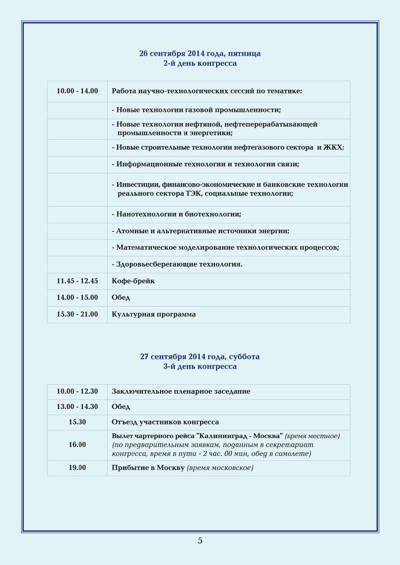 26 сентября 2014 года, пятница
2-й день конгресса
10.00 - 14.00 Работа научно-технологических сессий по тематике:
- Новые технологии газовой промышленности;
- Новые технологии нефтяной, нефтеперерабатывающей
промышленности и энергетики;
- Новые строительные технологии нефтегазового сектора и ЖКХ;
- Информационные технологии и технологии связи;
- Инвестиции, финансово-экономические и банковские технологии
реального сектора ТЭК, социальные технологии;
- Нанотехнологии и биотехнологии;
- Атомные и альтернативные источники энергии;
- Математическое моделирование технологических процессов;
- Здоровьесберегающие технология.
11.45 - 12.45 Кофе-брейк
14.00 - 15.00 Обед
15.30 - 21.00 Культурная программа
27 сентября 2014 года, суббота
3-й день конгресса
10.00 - 12.30 Заключительное пленарное заседание
13.00 - 14.30 Обед
15.30 Отъезд участников конгресса
16.00 Вылет чартерного рейса "Калининград - Москва" (время местное)
(по предварительным заявкам, поданным в секретариат
конгресса, время в пути - 2 час. 00 мин, обед в самолете)
19.00 Прибытие в Москву (время московское)
5